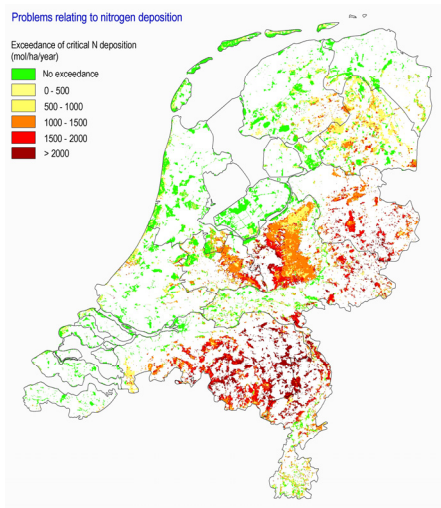 Problems relating to nitrogen deposition
Exceedance of critical N deposition
(mol/ha/year)
No exceedance
0 - 500
500 - 1000
1000 - 1500
1500 - 2000
> 2000